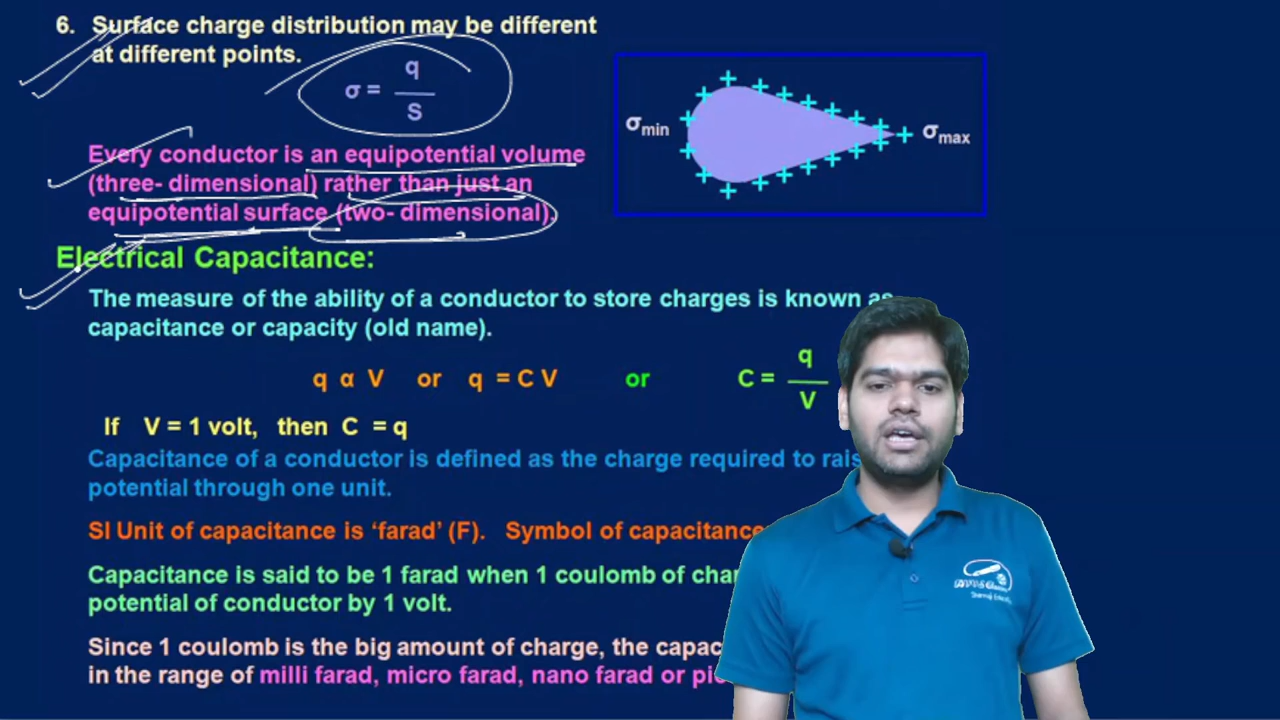 6. Surface charge distribution may be different
at different points.
σ = q
S
σmin
σmax
Every conductor is an equipotential volume
(three- dimensional) rather than just an
equipotential surface (two- dimensional).
Electrical Capacitance:
The measure of the ability of a conductor to store charges is known as
capacitance or capacity (old name).
q α V or q = C V or C = q
V
If V = 1 volt, then C = q
Capacitance of a conductor is defined as the charge required to
potential through one unit.
SI Unit of capacitance is ‘farad’ (F). Symbol of capacitance
Capacitance is said to be 1 farad when 1 coulomb of
potential of conductor by 1 volt.
Since 1 coulomb is the big amount of charge, the
in the range of milli farad, micro farad, nano farad or